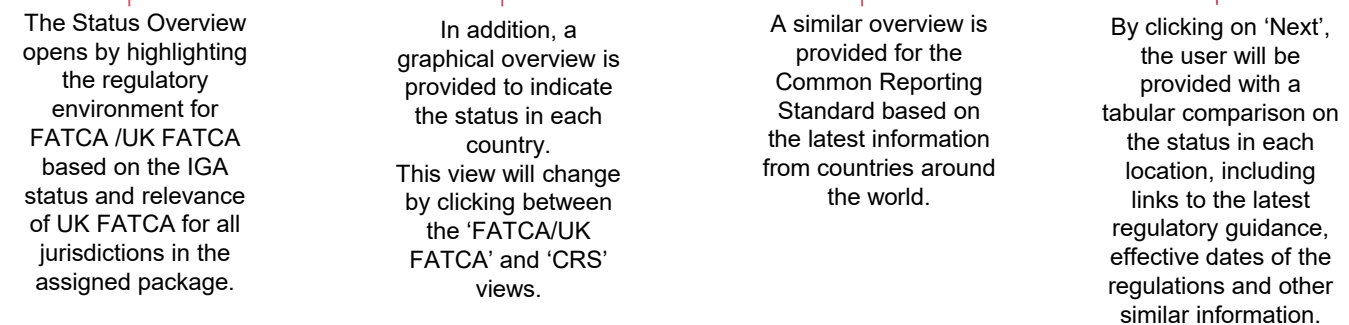 The Status Overview
opens by highlighting
the regulatory
environment for
FATCA /UK FATCA
based on the IGA
status and relevance
of UK FATCA for all
jurisdictions in the
assigned package.
In addition, a
graphical overview is
provided to indicate
the status in each
country.
This view will change
by clicking between
the ‘FATCA/UK
FATCA’ and ‘CRS’
views.
A similar overview is
provided for the
Common Reporting
Standard based on
the latest information
from countries around
the world.
By clicking on ‘Next’,
the user will be
provided with a
tabular comparison on
the status in each
location, including
links to the latest
regulatory guidance,
effective dates of the
regulations and other
similar information.